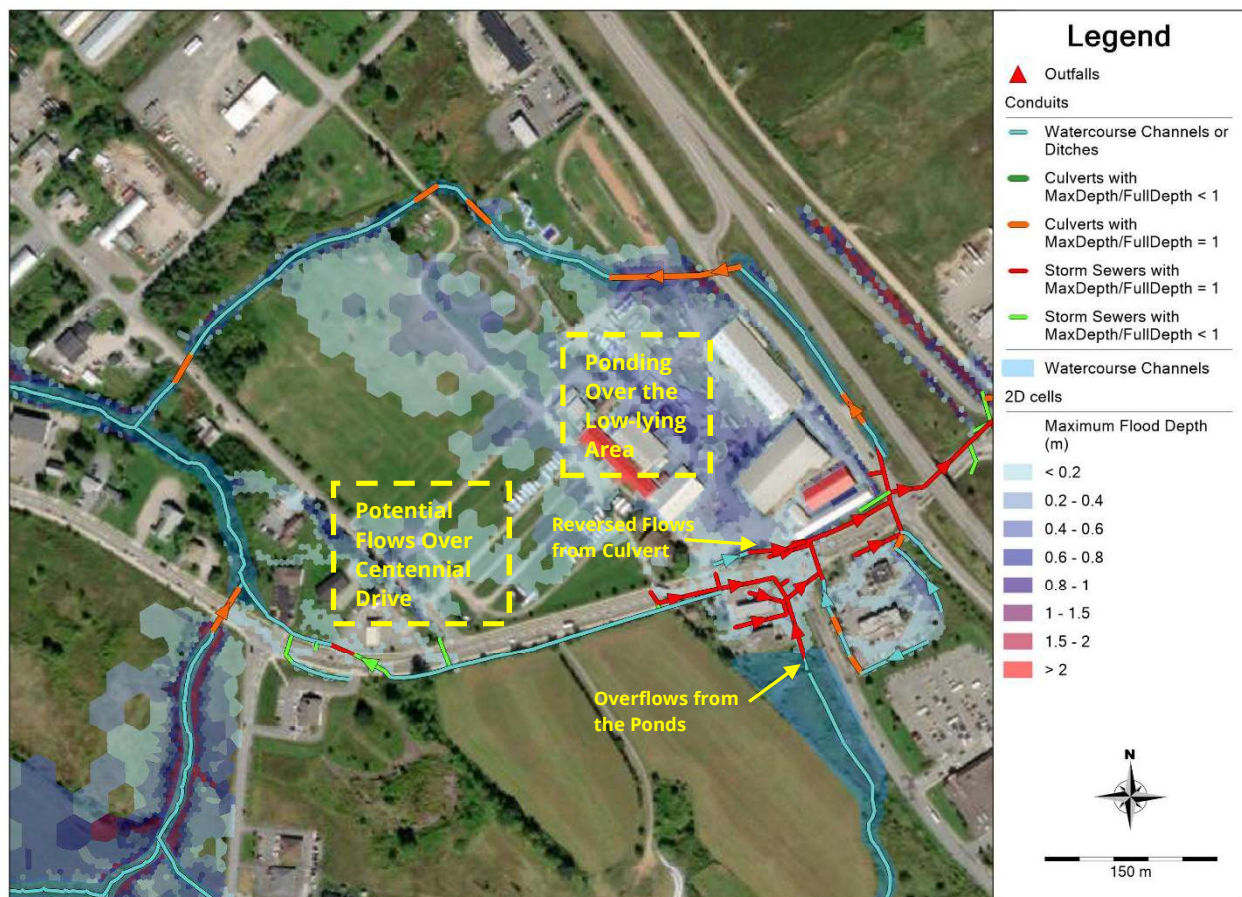 Ponding
Over the
Low-lying
Area
Potential
Flows Over
Centennial
Drive
Reversed Flows
from Culvert
Overflows from
the Ponds
Legend
Outfalls
Conduits
Watercourse Channels or
Ditches
Culverts with
MaxDepth/FullDepth < 1
Culverts with
MaxDepth/FullDepth = 1
Storm Sewers with
MaxDepth/FullDepth = 1
Storm Sewers with
MaxDepth/FullDepth < 1
Watercourse Channels
2D cells
Maximum Flood Depth
(m)
< 0.2
0.2 - 0.4
0.4 - 0.6
0.6 - 0.8
0.8 - 1
1 - 1.5
1.5 - 2
> 2
N
150 m